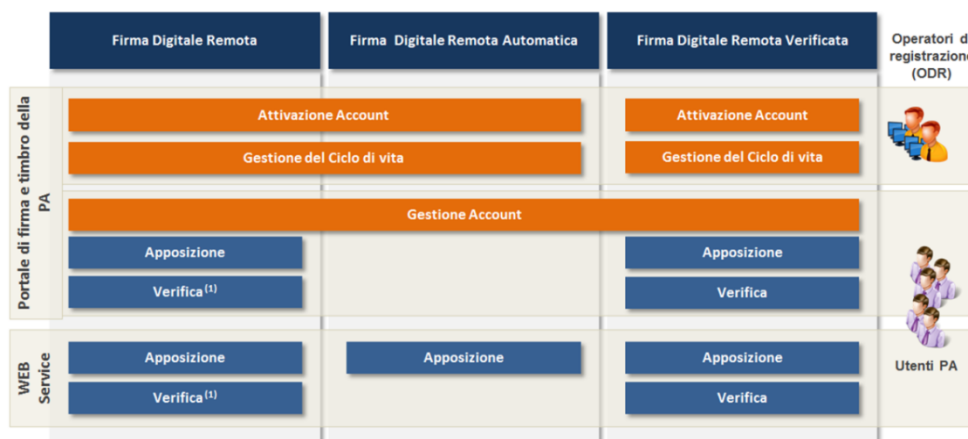 Firma Digitale Remota
Firma Digitale Remota Automatica
Firma Digitale Remota Verificata
Operatori di
registrazione
(ODR)
Portale di firma e timbro della
PA
Attivazione Account
Attivazione Account
Gestione del Ciclo di vita
Gestione del Ciclo di vita
Gestione Account
Apposizione
Apposizione
Verifica(1)
Verifica
WEB
Service
Apposizione
Apposizione
Apposizione
Utenti PA
Verifica(1)
Verifica